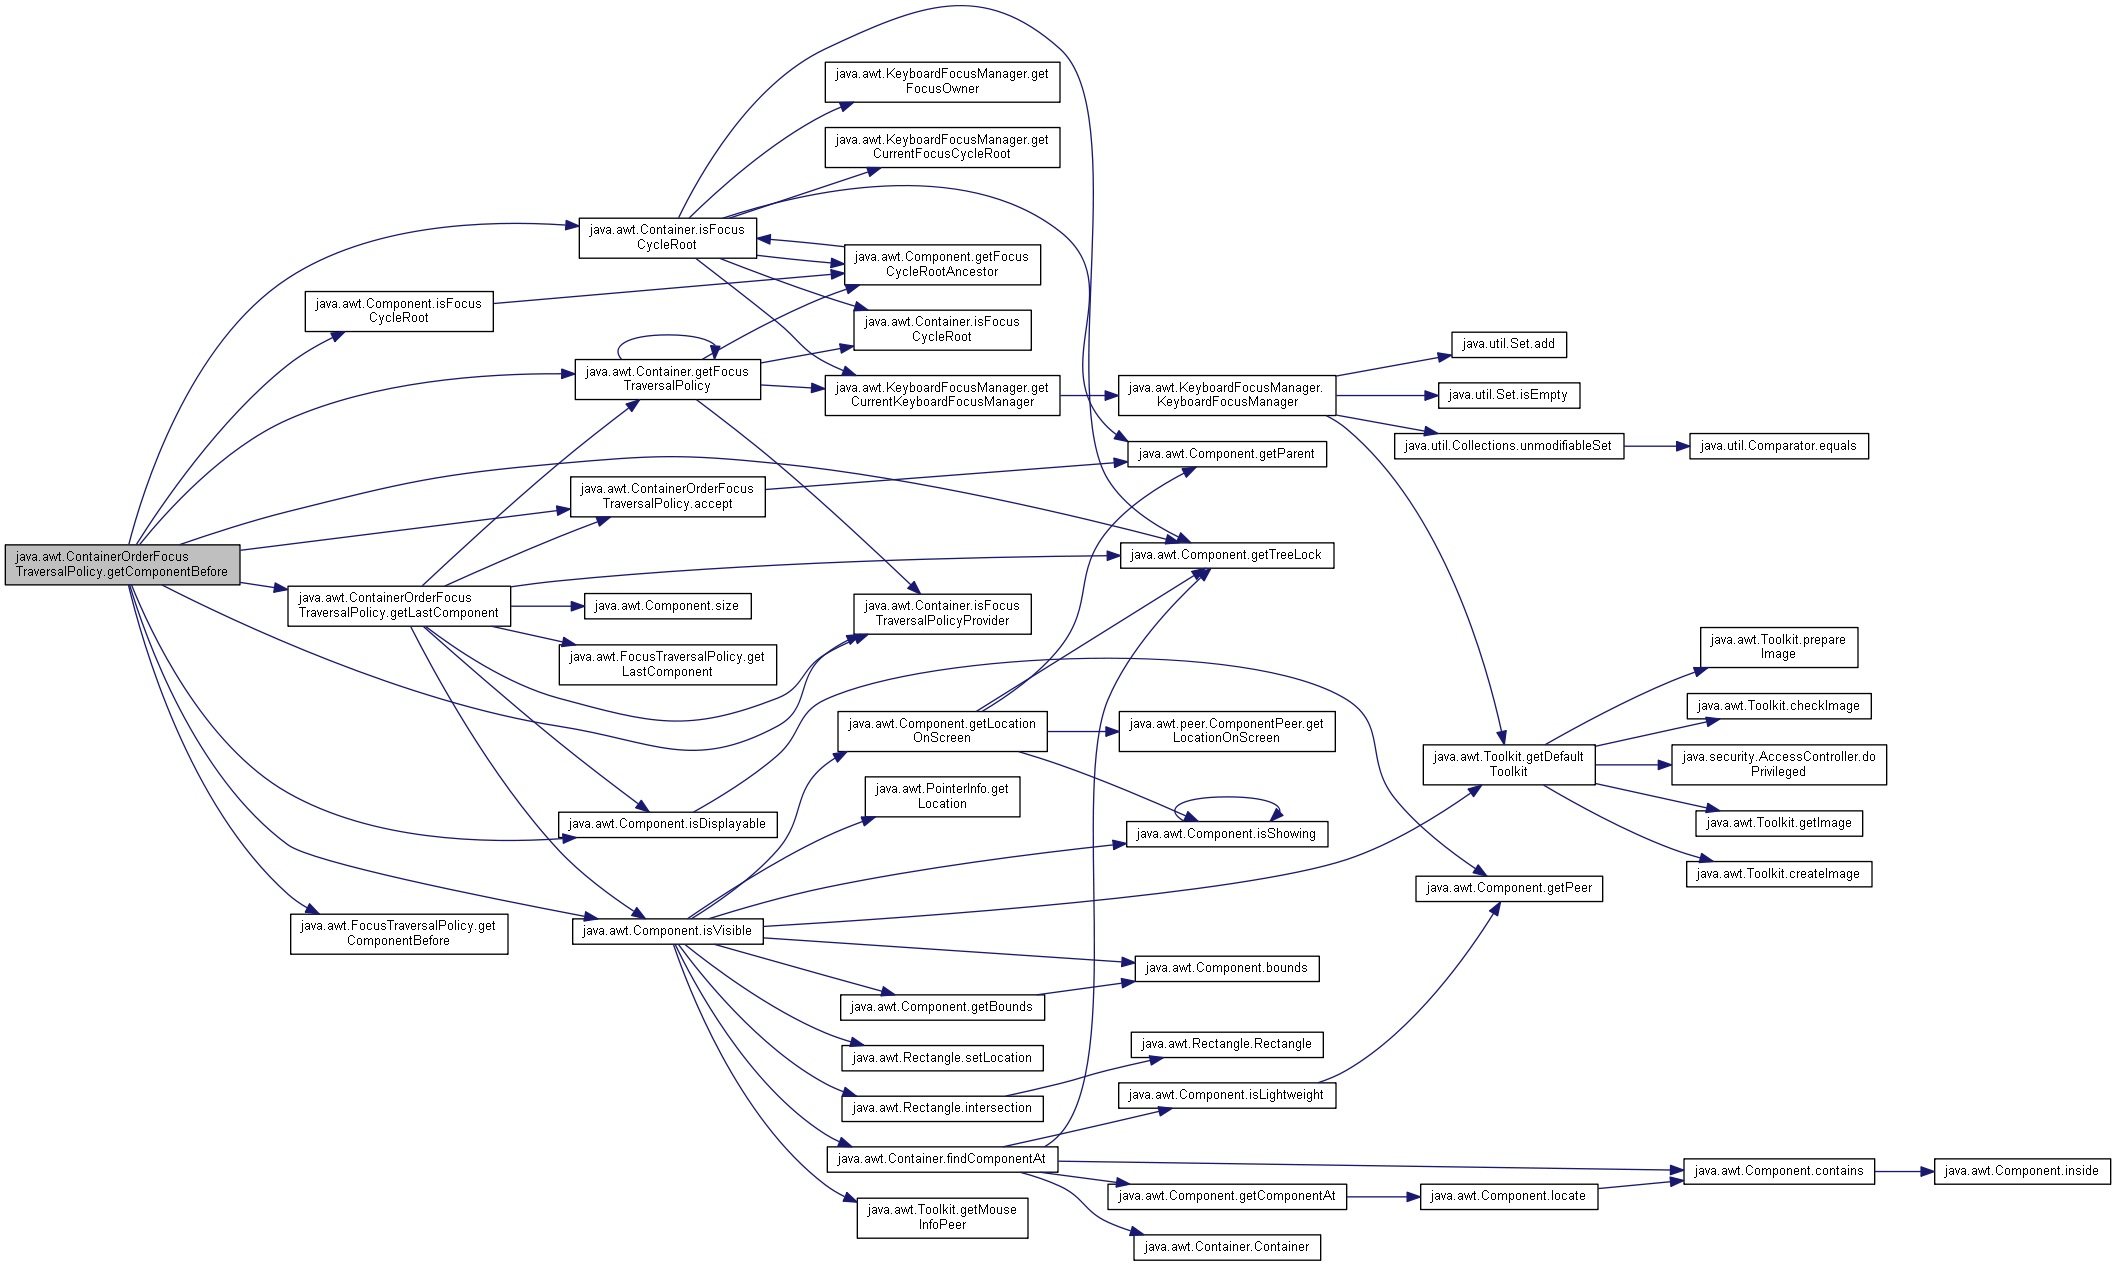 java.awt.ContainerOrderFocus
TraversalPolicy.getComponentBefore
java.awt.Component.isFocus
CycleRoot
java.awt.ContainerOrderFocus
TraversalPolicy.getLastComponent
java.awt.FocusTraversalPolicy.get
ComponentBefore
java.awt.Container.isFocus
CycleRoot
java.awt.Container.getFocus
TraversalPolicy
java.awt.ContainerOrderFocus
TraversalPolicy.accept
java.awt.Component.size
java.awt.FocusTraversalPolicy.get
LastComponent
java.awt.Component.isDisplayable
java.awt.Component.isVisible
java.awt.KeyboardFocusManager.get
FocusOwner
java.awt.KeyboardFocusManager.get
CurrentFocusCycleRoot
java.awt.Component.getFocus
CycleRootAncestor
java.awt.Container.isFocus
CycleRoot
java.awt.KeyboardFocusManager.get
CurrentKeyboardFocusManager
java.awt.Container.isFocus
TraversalPolicyProvider
java.awt.Component.getLocation
OnScreen
java.awt.PointerInfo.get
Location
java.awt.Component.getBounds
java.awt.Rectangle.setLocation
java.awt.Rectangle.intersection
java.awt.Container.findComponentAt
java.awt.Toolkit.getMouse
InfoPeer
java.awt.KeyboardFocusManager.
KeyboardFocusManager
java.awt.Component.getParent
java.awt.Component.getTreeLock
java.awt.peer.ComponentPeer.get
LocationOnScreen
java.awt.Component.isShowing
java.awt.Component.bounds
java.awt.Rectangle.Rectangle
java.awt.Component.isLightweight
java.awt.Component.getComponentAt
java.awt.Container.Container
java.util.Set.add
java.util.Set.isEmpty
java.util.Collections.unmodifiableSet
java.awt.Toolkit.getDefault
Toolkit
java.awt.Component.getPeer
java.awt.Component.locate
java.util.Comparator.equals
java.awt.Toolkit.prepare
Image
java.awt.Toolkit.checkImage
java.security.AccessController.do
Privileged
java.awt.Toolkit.getImage
java.awt.Toolkit.createImage
java.awt.Component.contains
java.awt.Component.inside